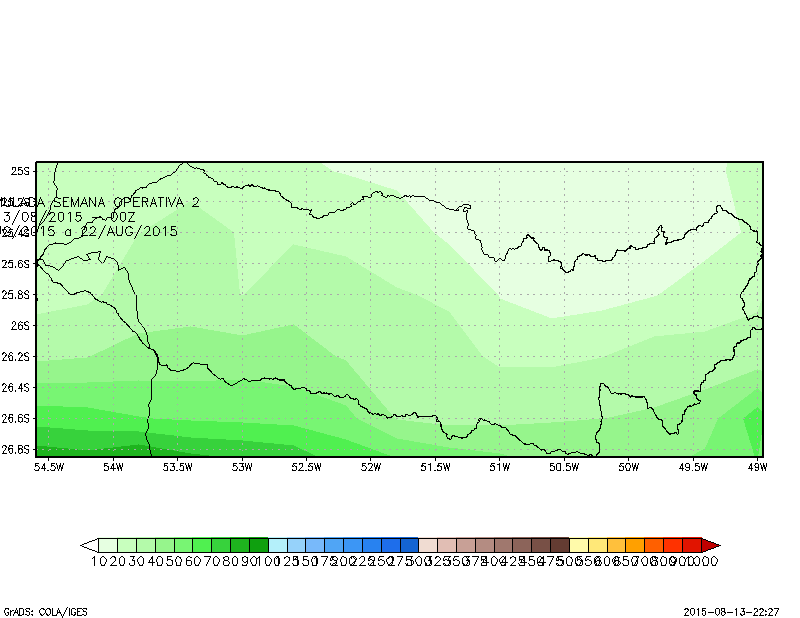 25S
SEMANA OPERATIVA 2
3/08/2015 00Z
2015 a 22/AUG/2015
25.6S
25.8S
26S
26.2S
26.4S
26.6S
26.8S
54.5W 54W 53.5W 53W 52.5W 52W 51.5W 51W 50.5W 50W 49.5W 49W
10 20 30 40 50 60 70 80 90 100 125 150 175 200 225 250 275 300 325 350 375 400 425 450 475 500 550 600 650 700 800 900 1000
GrADS: COLA/IGES 2015-08-13-22:27